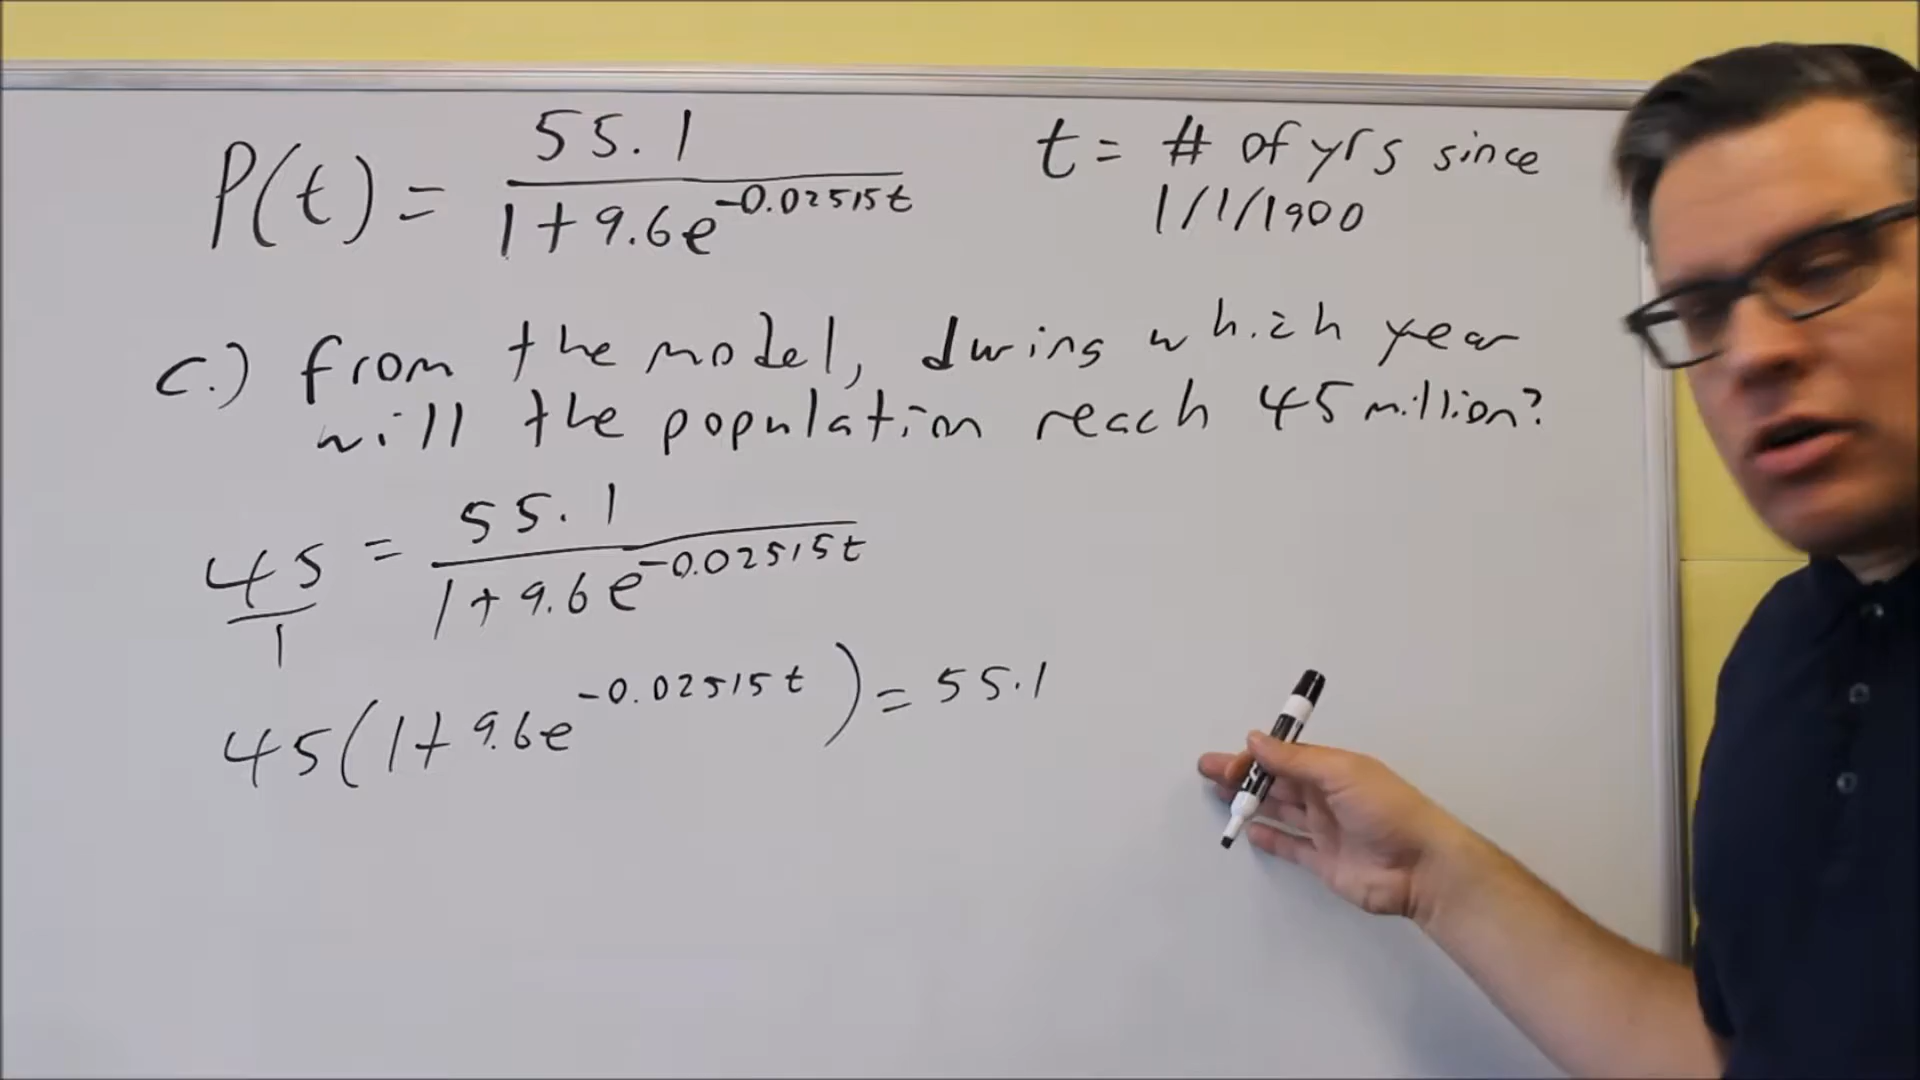 P(t) = 55.1 / 1+9.6e^-0.02515t
t = # of yrs since
1/1/1900
c.) from the model, during which year
will the population reach 45 million?
45/1 = 55.1 / 1+9.6e^-0.02515t
45(1+9.6e^-0.02515t) = 55.1